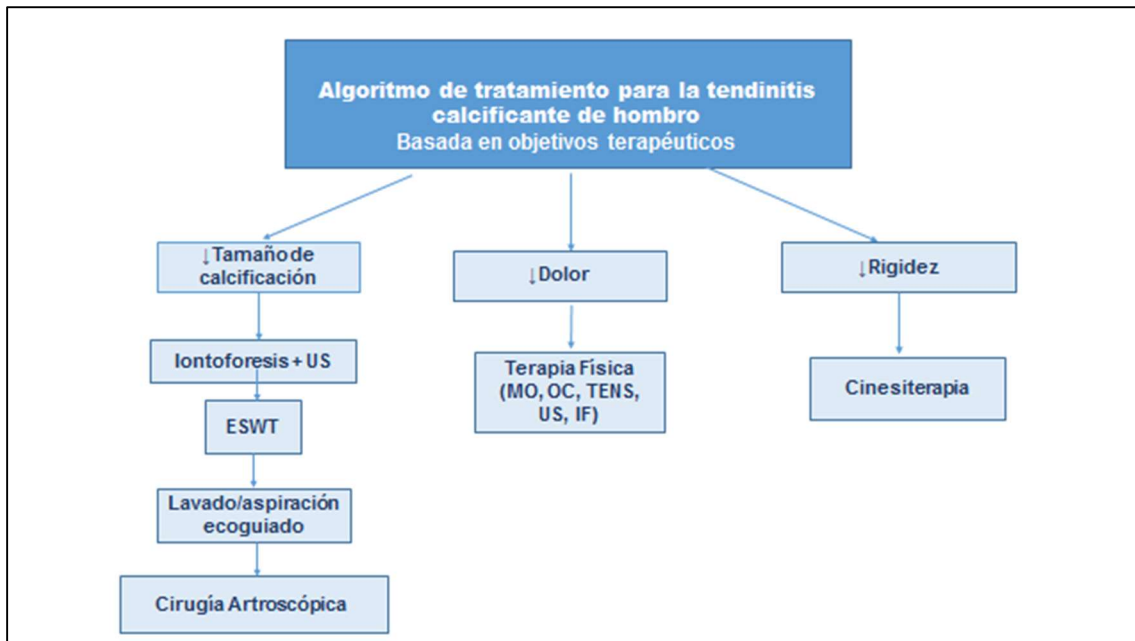 Algoritmo de tratamiento para la tendinitis
calcificante de hombro
Basada en objetivos terapéuticos
↓Tamaño de
calcificación
Iontoforesis + US
ESWT
Lavado/aspiración
ecoguiado
Cirugía Artroscópica
↓Dolor
Terapia Física
(MO, OC, TENS,
US, IF)
↓Rigidez
Cinesiterapia